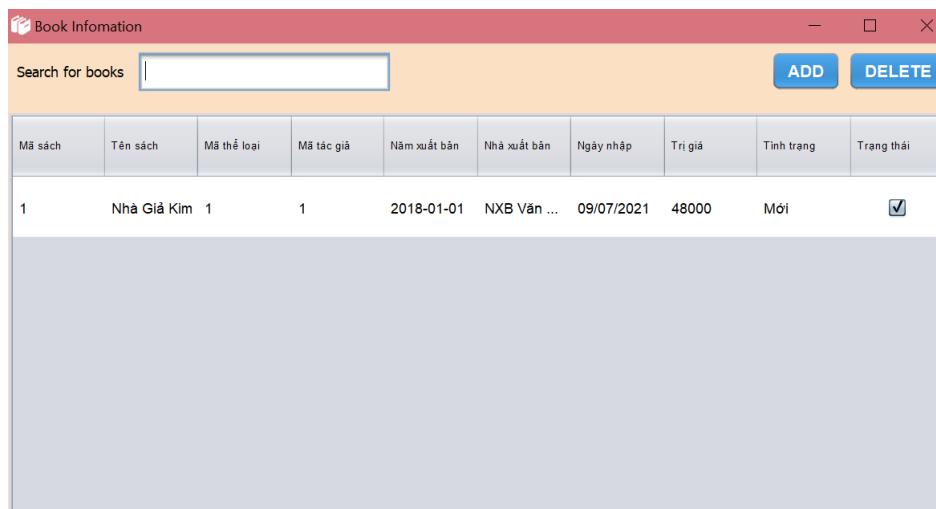 Book Infomation
Search for books ADD DELETE
Mã sách Tên sách Mã thể loại Mã tác giả Năm xuất bản Nhà xuất bản Ngày nhập Trị giá Tình trạng Trạng thái
1 Nhà Giả Kim 1 1 2018-01-01 NXB Văn ... 09/07/2021 48000 Mới